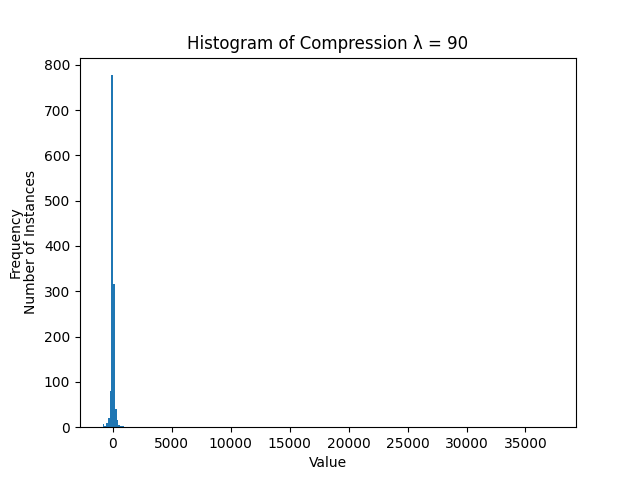 Histogram of Compression λ = 90
Frequency
Number of Instances
800
700
600
500
400
300
200
100
0
0 5000 10000 15000 20000 25000 30000 35000
Value